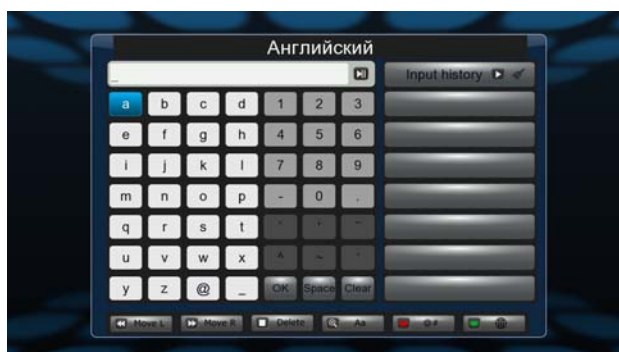 Английский
_
Input history
a b c d 1 2 3
e f g h 4 5 6
i j k l 7 8 9
m n o p - 0 .
q r s t
u v w x ^ ~
y z @ _ OK Space Clear
Move L Move R Delete Aa @#